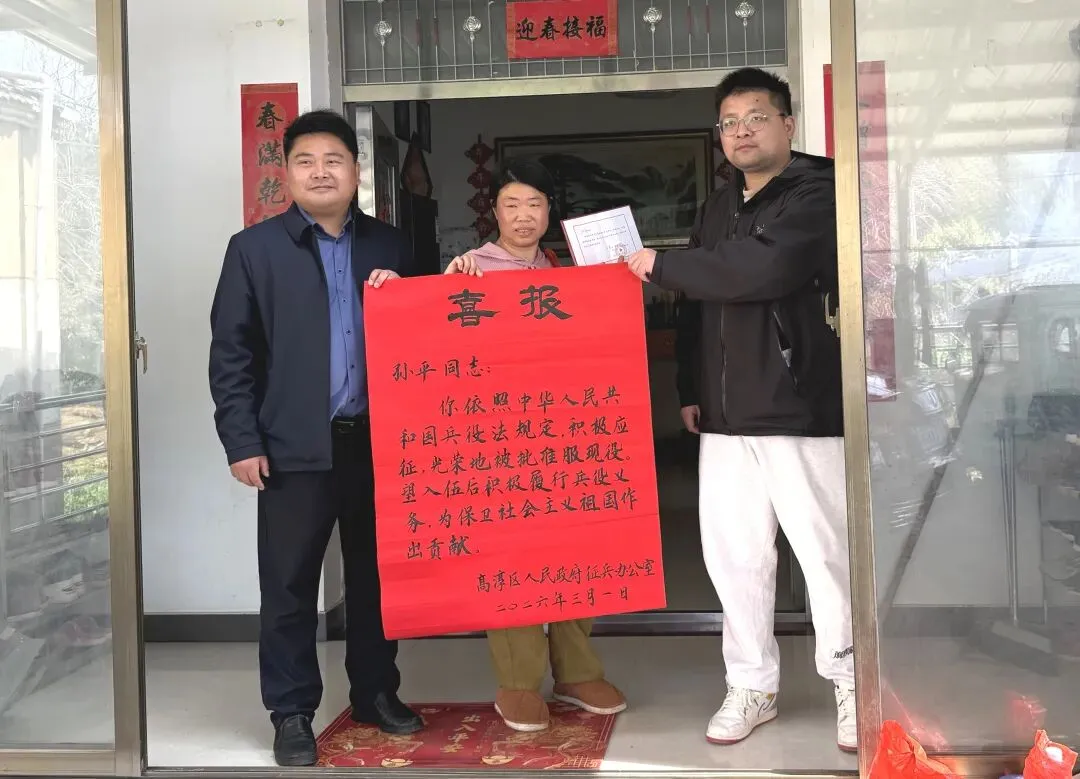 迎春接福
春满乾
喜报
孙平同志：
你依照中华人民共
和国兵役法规定，积极应
征，光荣地被批准服现役。
望入伍后积极履行兵役义
务，为保卫社会主义祖国作
出贡献。
高淳区人民政府征兵办公室
二〇二六年三月一日
出入平安